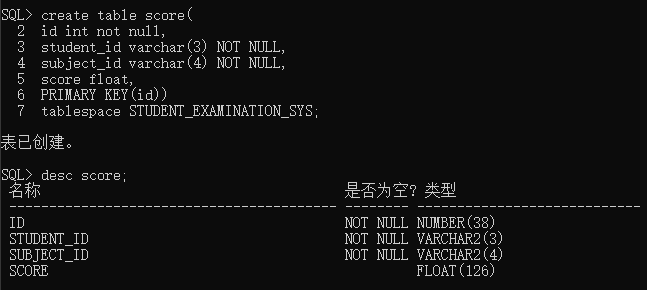 SQL> create table score(
  2  id int not null,
  3  student_id varchar(3) NOT NULL,
  4  subject_id varchar(4) NOT NULL,
  5  score float,
  6  PRIMARY KEY(id))
  7  tablespace STUDENT_EXAMINATION_SYS;
表已创建。
SQL> desc score;
名称 是否为空? 类型
----------------------------------------- -------- ----------------------------
ID NOT NULL NUMBER(38)
STUDENT_ID NOT NULL VARCHAR2(3)
SUBJECT_ID NOT NULL VARCHAR2(4)
SCORE FLOAT(126)